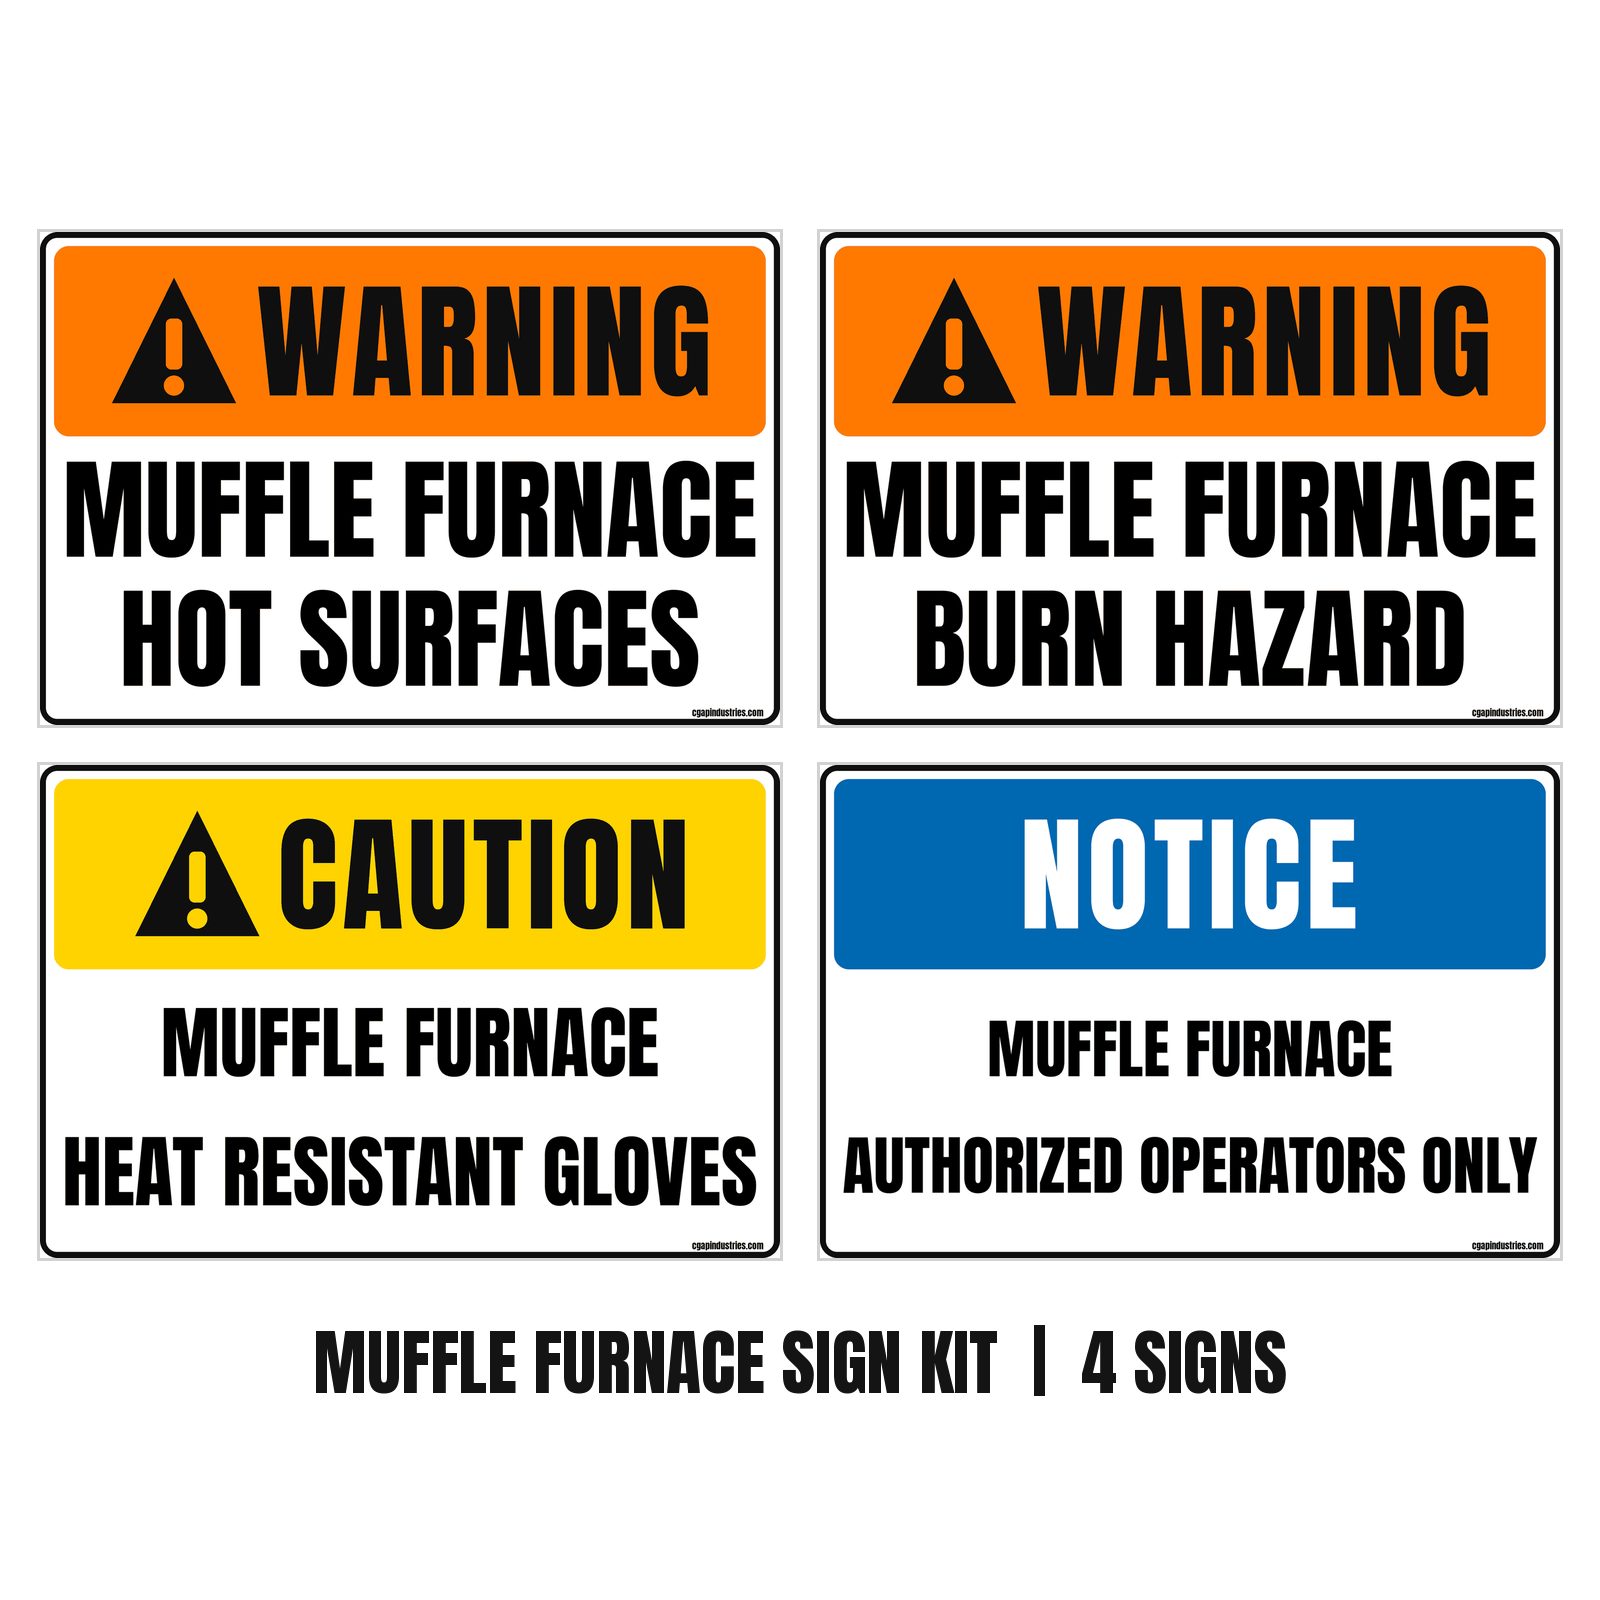 WARNING
MUFFLE FURNACE
HOT SURFACES
cgapindustries.com
WARNING
MUFFLE FURNACE
BURN HAZARD
cgapindustries.com
CAUTION
MUFFLE FURNACE
HEAT RESISTANT GLOVES
cgapindustries.com
NOTICE
MUFFLE FURNACE
AUTHORIZED OPERATORS ONLY
cgapindustries.com
MUFFLE FURNACE SIGN KIT | 4 SIGNS